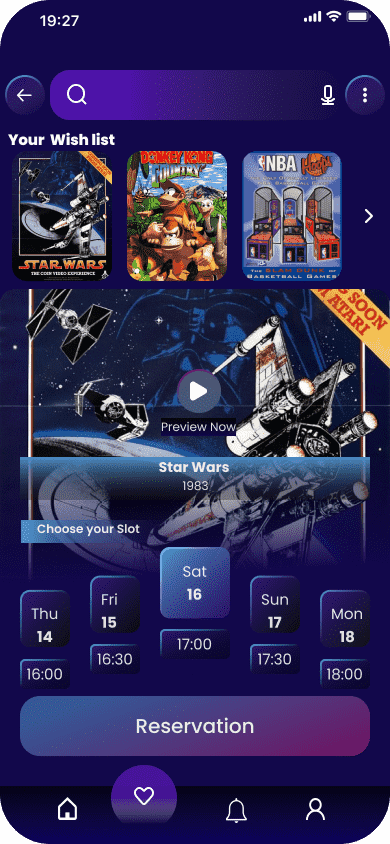 19:27
Your Wish list
COMING SOON
STAR WARS
THE COIN VIDEO EXPERIENCE
DONKEY KONG
COUNTRY
NBA
THE SLAM DUNK OF
BASKETBALL GAMES
G SOON
ATARI
Preview Now
Star Wars
1983
Choose your Slot
Sat
16
Fri
15
Sun
17
Thu
14
Mon
18
17:00
16:30
17:30
16:00
18:00
Reservation